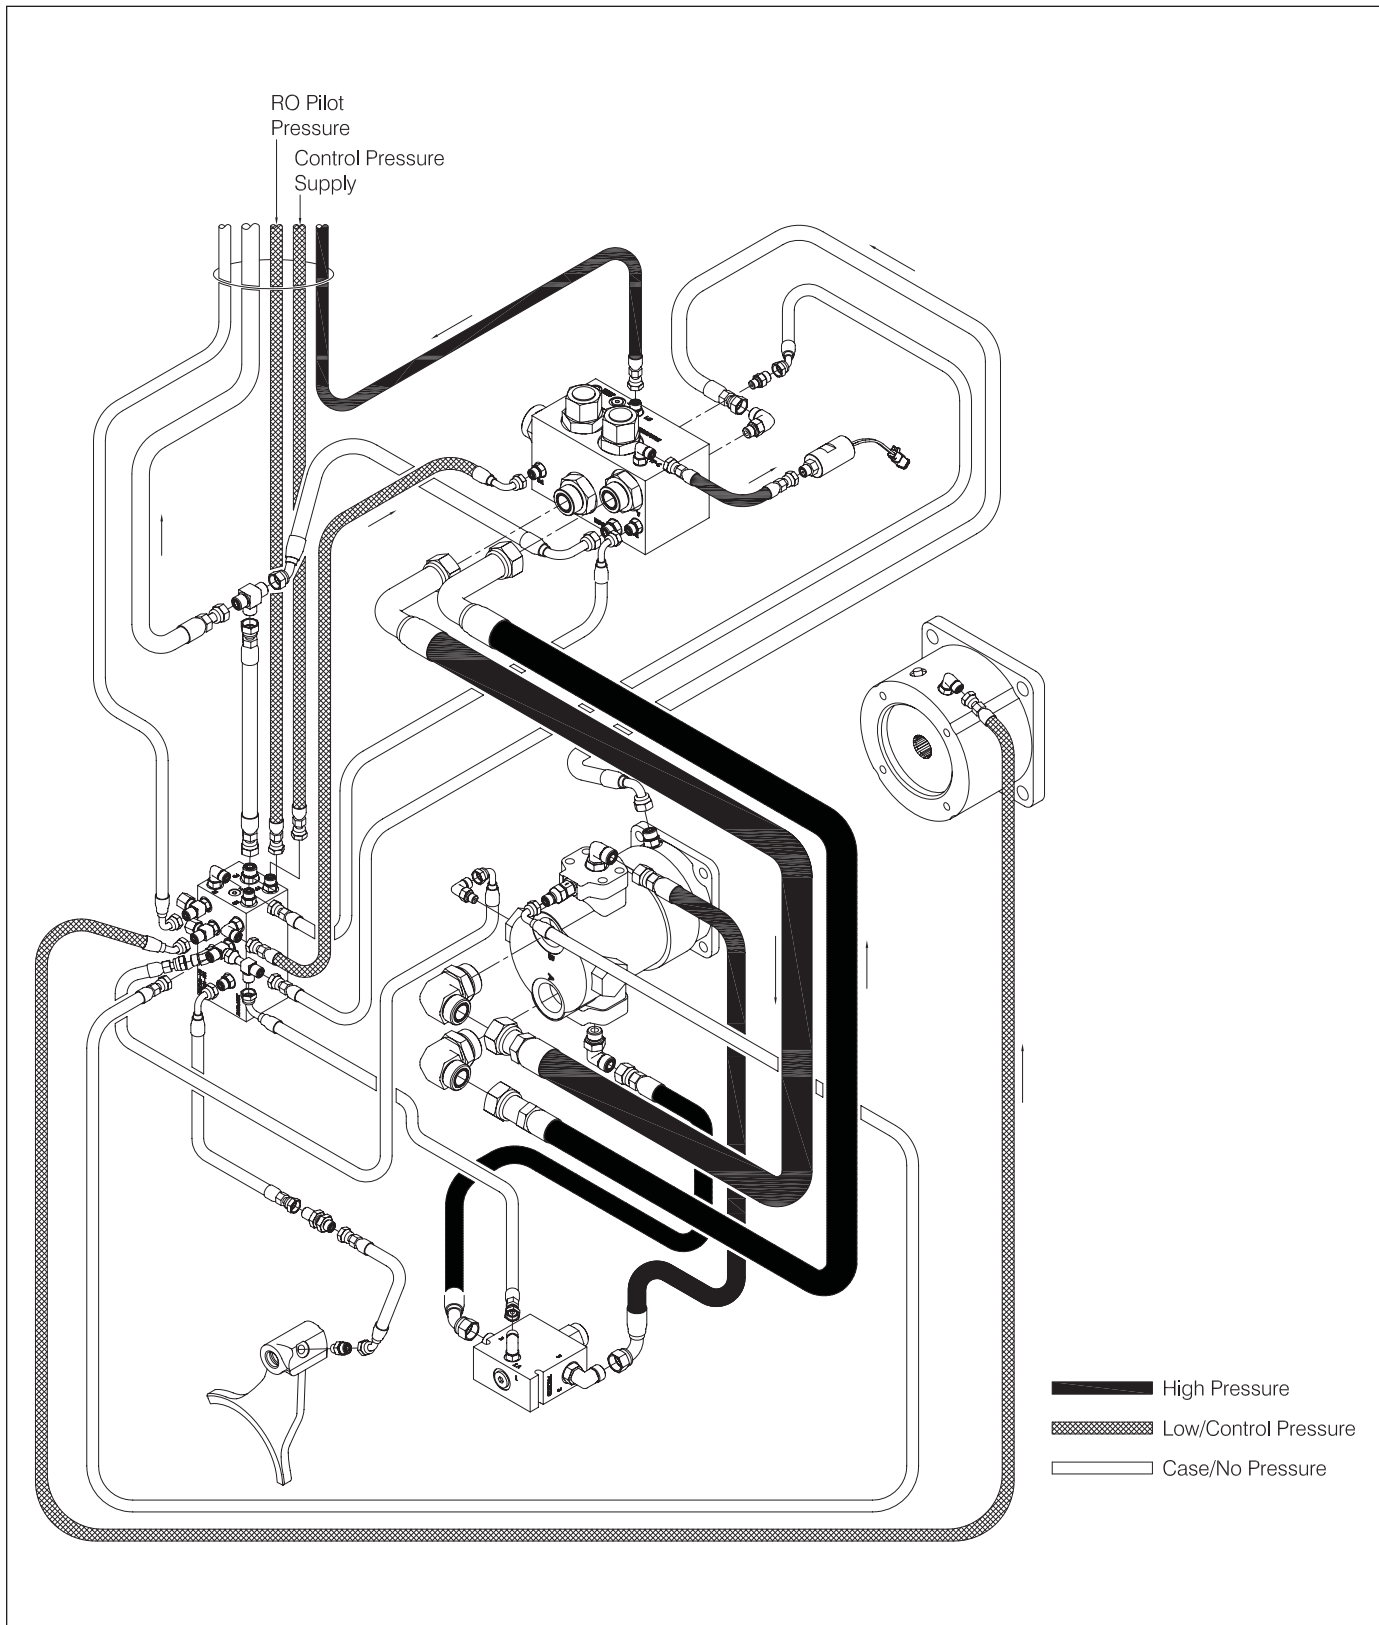 RO Pilot
Pressure
Control Pressure
Supply
High Pressure
Low/Control Pressure
Case/No Pressure